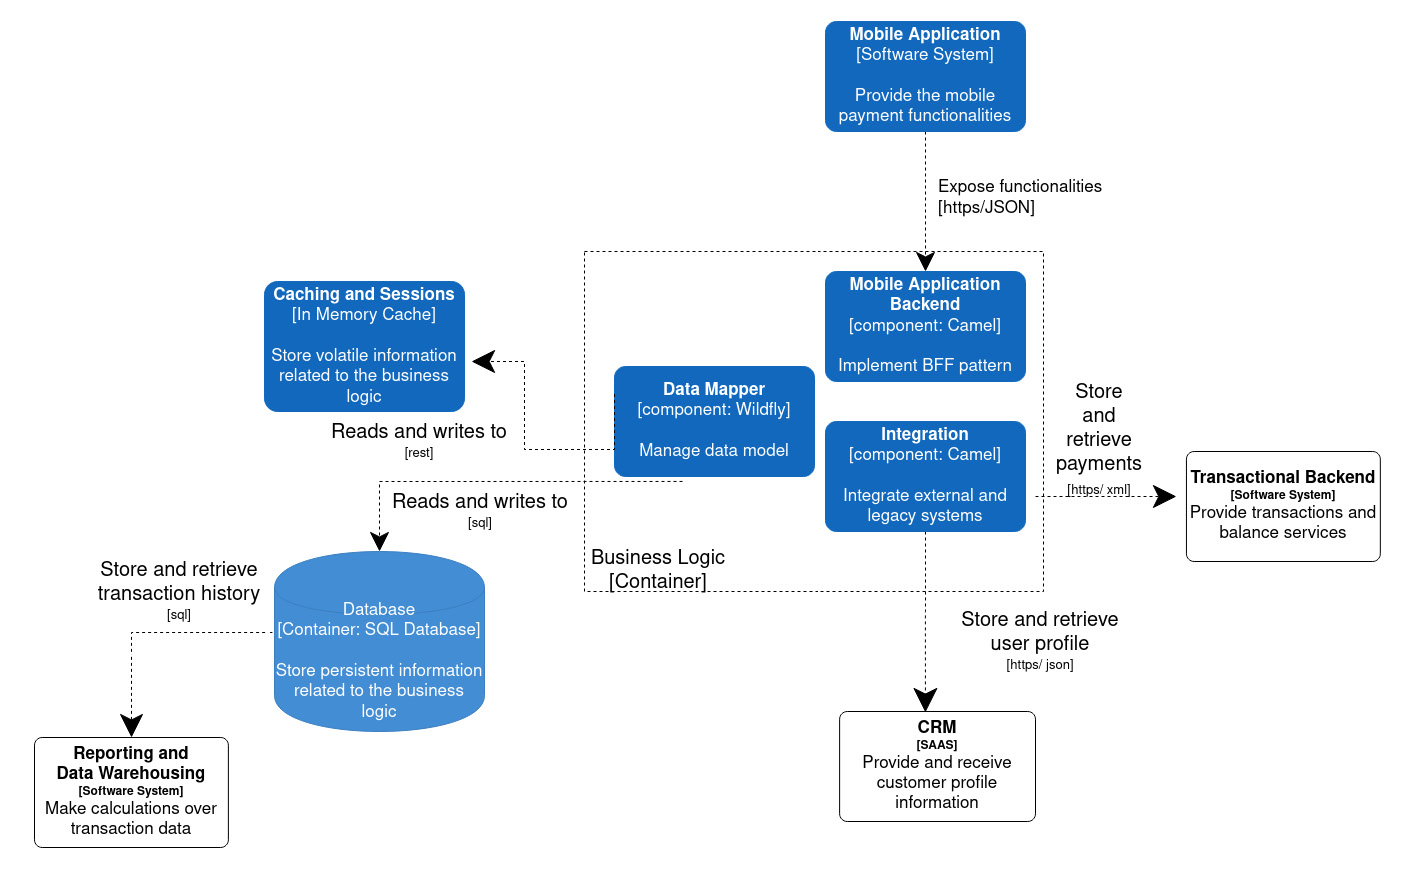 Mobile Application
[Software System]
Provide the mobile
payment functionalities
Expose functionalities
[https/JSON]
Mobile Application
Backend
[component: Camel]
Implement BFF pattern
Caching and Sessions
[In Memory Cache]
Store volatile information
related to the business
logic
Data Mapper
[component: Wildfly]
Manage data model
Reads and writes to
[rest]
Integration
[component: Camel]
Integrate external and
legacy systems
Store
and
retrieve
payments
[https/ xml]
Transactional Backend
[Software System]
Provide transactions and
balance services
Reads and writes to
[sql]
Business Logic
[Container]
Store and retrieve
transaction history
[sql]
Database
[Container: SQL Database]
Store persistent information
related to the business
logic
Store and retrieve
user profile
[https/ json]
Reporting and
Data Warehousing
[Software System]
Make calculations over
transaction data
CRM
[SAAS]
Provide and receive
customer profile
information